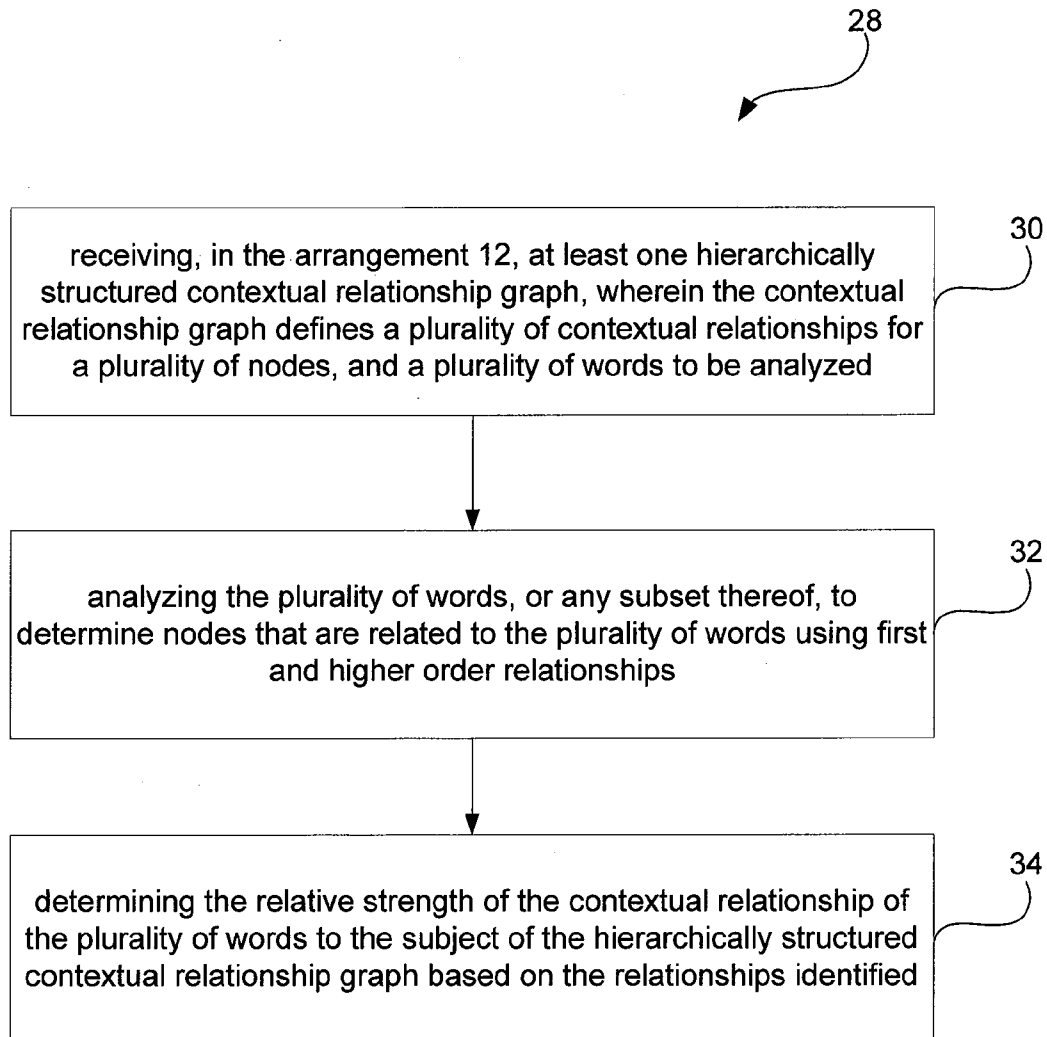 28
receiving, in the arrangement 12, at least one hierarchically
structured contextual relationship graph, wherein the contextual
relationship graph defines a plurality of contextual relationships for
a plurality of nodes, and a plurality of words to be analyzed
30
analyzing the plurality of words, or any subset thereof, to
determine nodes that are related to the plurality of words using first
and higher order relationships
32
determining the relative strength of the contextual relationship of
the plurality of words to the subject of the hierarchically structured
contextual relationship graph based on the relationships identified
34